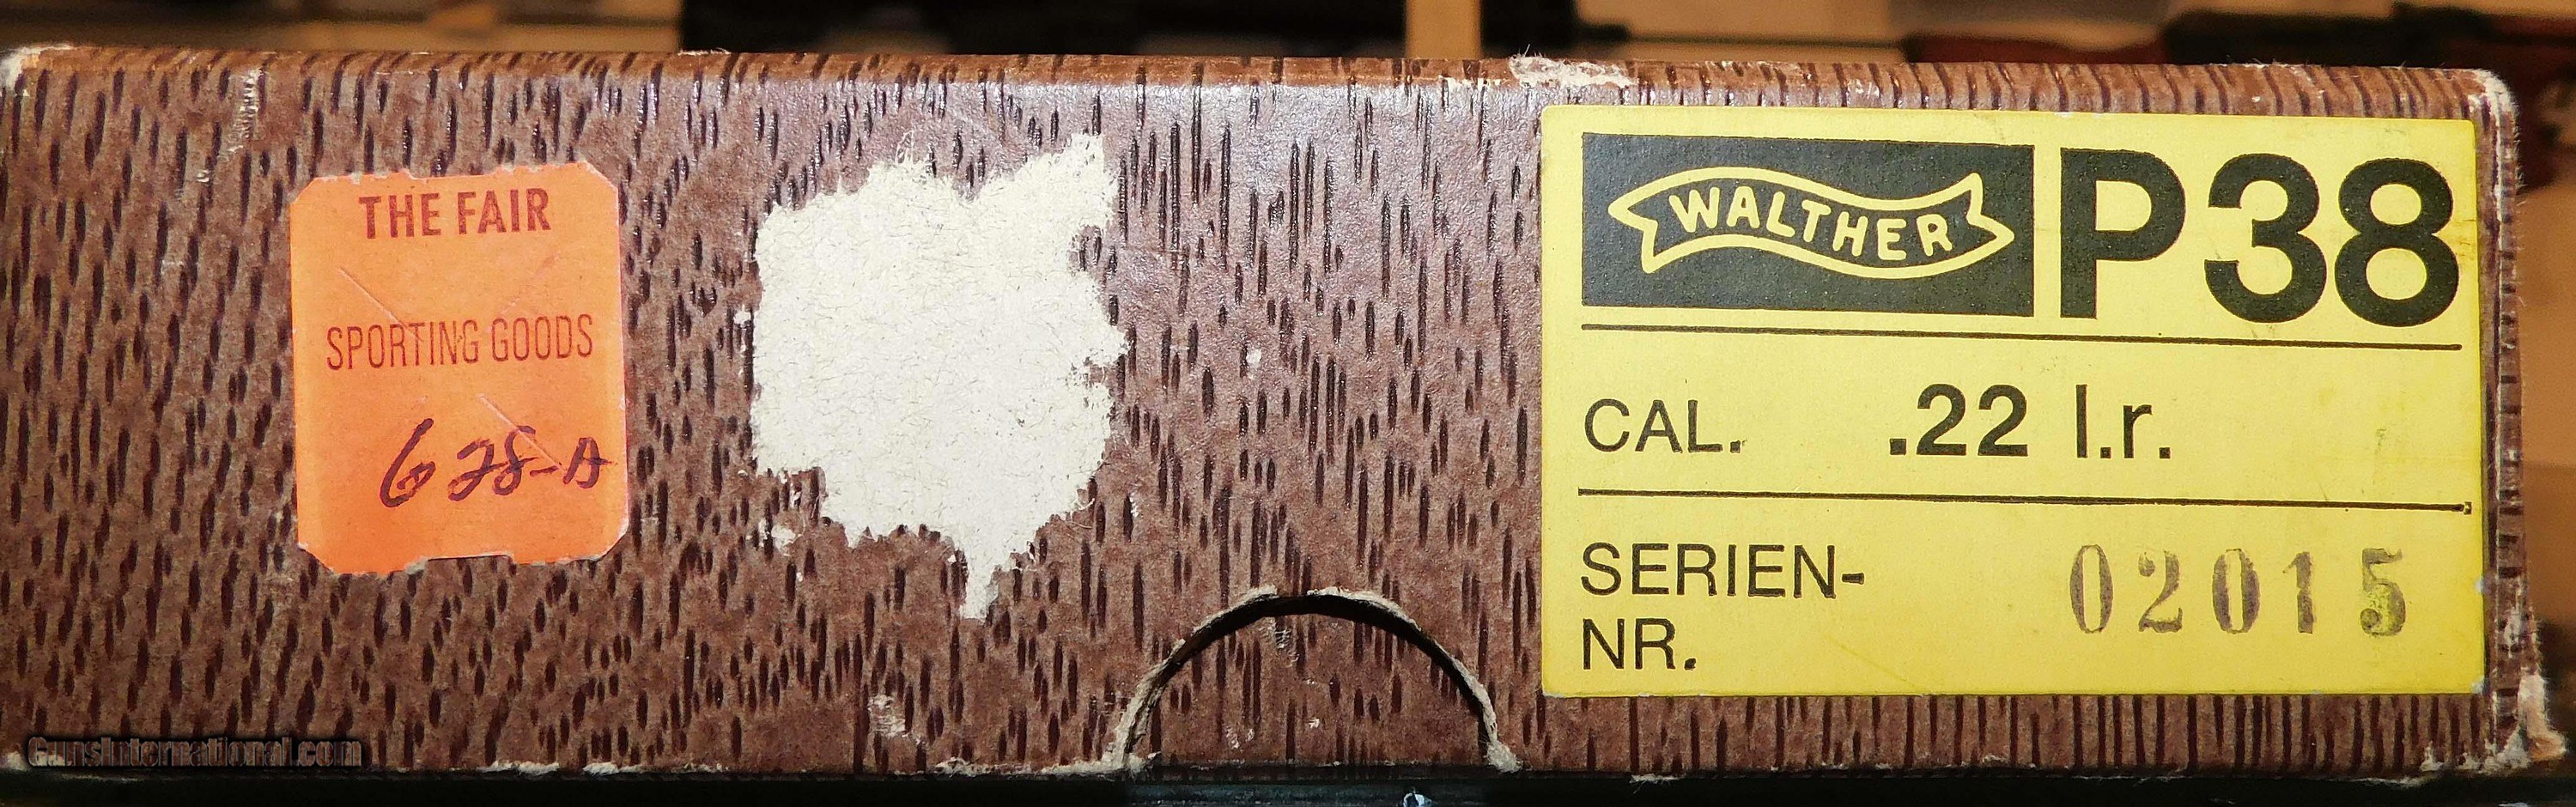 THE FAIR
SPORTING GOODS
628-A
WALTHER
P38
CAL. .22 l.r.
SERIEN-
NR.
02015
GunsInternational.com